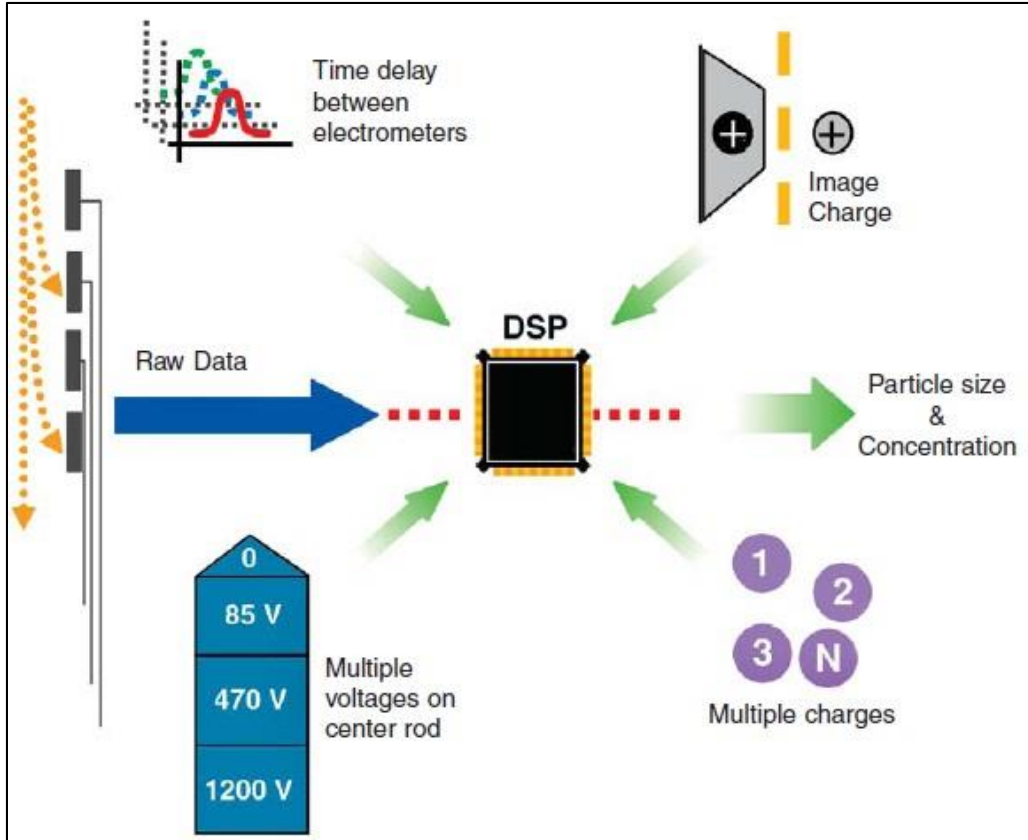 Time delay
between
electrometers
+
+
Image
Charge
DSP
Raw Data
Particle size
&
Concentration
0
85 V
470 V
1200 V
Multiple
voltages on
center rod
1
2
3
N
Multiple charges